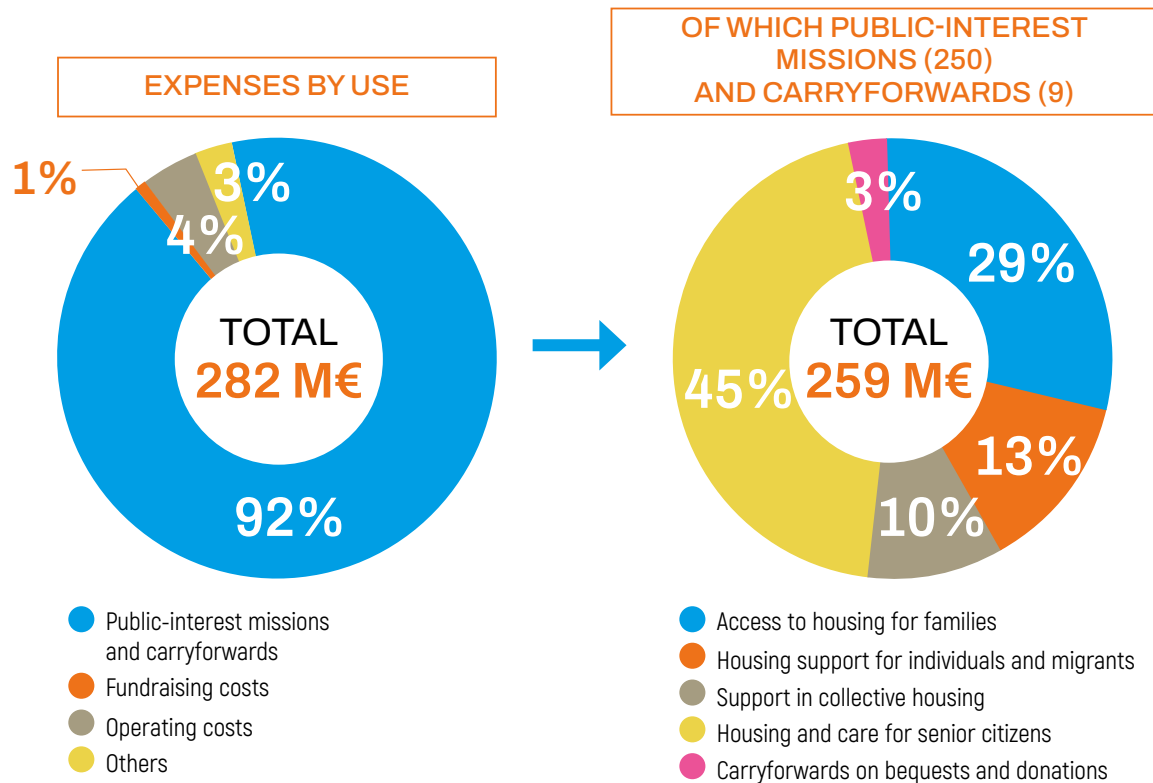 EXPENSES BY USE
1%
3%
4%
TOTAL
282 M€
92%
Public-interest missions
and carryforwards
Fundraising costs
Operating costs
Others
OF WHICH PUBLIC-INTEREST
MISSIONS (250)
AND CARRYFORWARDS (9)
3%
29%
TOTAL
259 M€
45%
13%
10%
Access to housing for families
Housing support for individuals and migrants
Support in collective housing
Housing and care for senior citizens
Carryforwards on bequests and donations